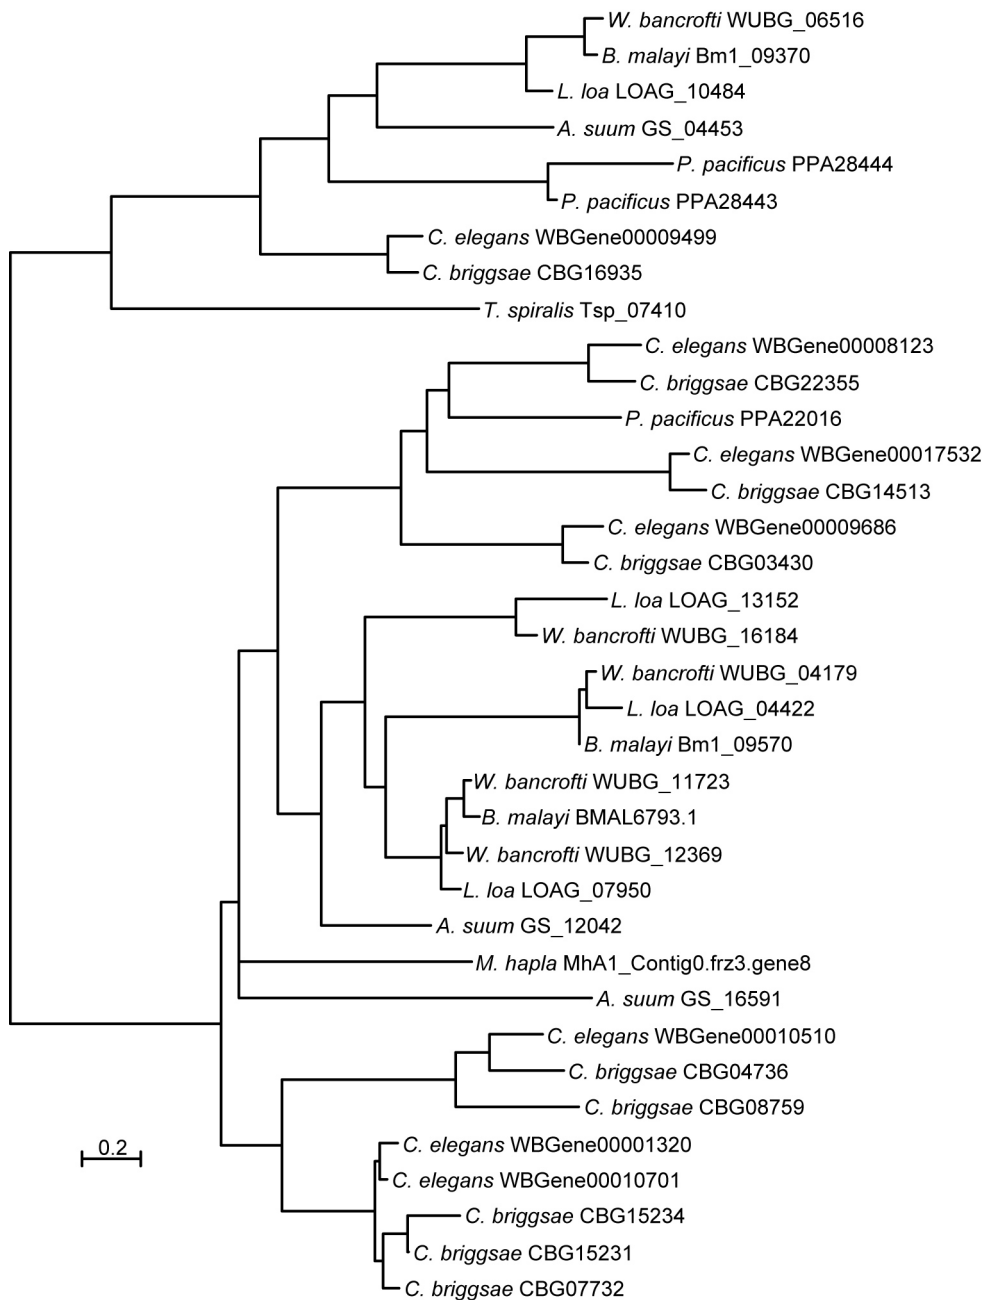 W. bancrofti WUBG_06516
B. malayi Bm1_09370
L. loa LOAG_10484
A. suum GS_04453
P. pacificus PPA28444
P. pacificus PPA28443
C. elegans WBGene00009499
C. briggsae CBG16935
T. spiralis Tsp_07410
C. elegans WBGene00008123
C. briggsae CBG22355
P. pacificus PPA22016
C. elegans WBGene00017532
C. briggsae CBG14513
C. elegans WBGene00009686
C. briggsae CBG03430
L. loa LOAG_13152
W. bancrofti WUBG_16184
W. bancrofti WUBG_04179
L. loa LOAG_04422
B. malayi Bm1_09570
W. bancrofti WUBG_11723
B. malayi BMAL6793.1
W. bancrofti WUBG_12369
L. loa LOAG_07950
A. suum GS_12042
M. hapla MhA1_Contig0.frz3.gene8
A. suum GS_16591
C. elegans WBGene00010510
C. briggsae CBG04736
C. briggsae CBG08759
C. elegans WBGene00001320
0.2
C. elegans WBGene00010701
C. briggsae CBG15234
C. briggsae CBG15231
C. briggsae CBG07732